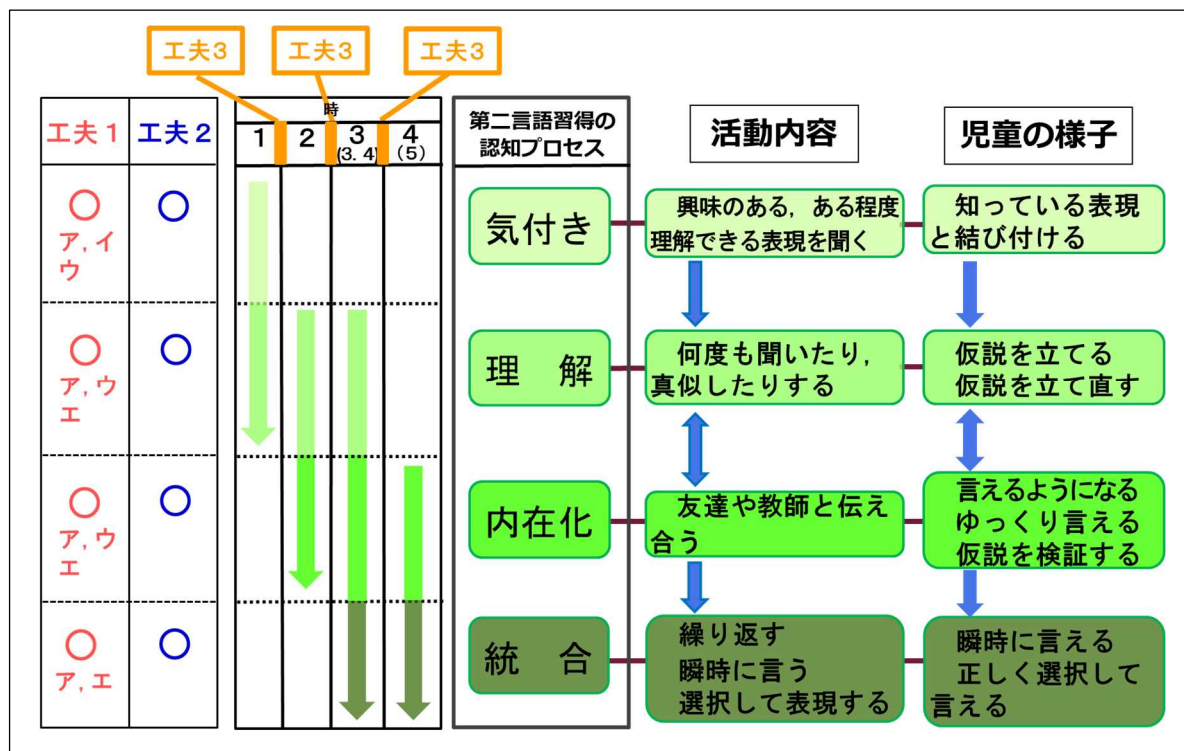 工夫3
工夫3
工夫3
工夫1
工夫2
時
1
2
3
(3．4)
4
(5)
第二言語習得の
認知プロセス
活動内容
児童の様子
○
ア，イ
ウ
○
気付き
興味のある，ある程度
理解できる表現を聞く
知っている表現
と結び付ける
○
ア，ウ
エ
○
理　解
何度も聞いたり，
真似したりする
仮説を立てる
仮説を立て直す
○
ア，ウ
エ
○
内在化
友達や教師と伝え
合う
言えるようになる
ゆっくり言える
仮説を検証する
○
ア，エ
○
統　合
繰り返す
瞬時に言う
選択して表現する
瞬時に言える
正しく選択して
言える